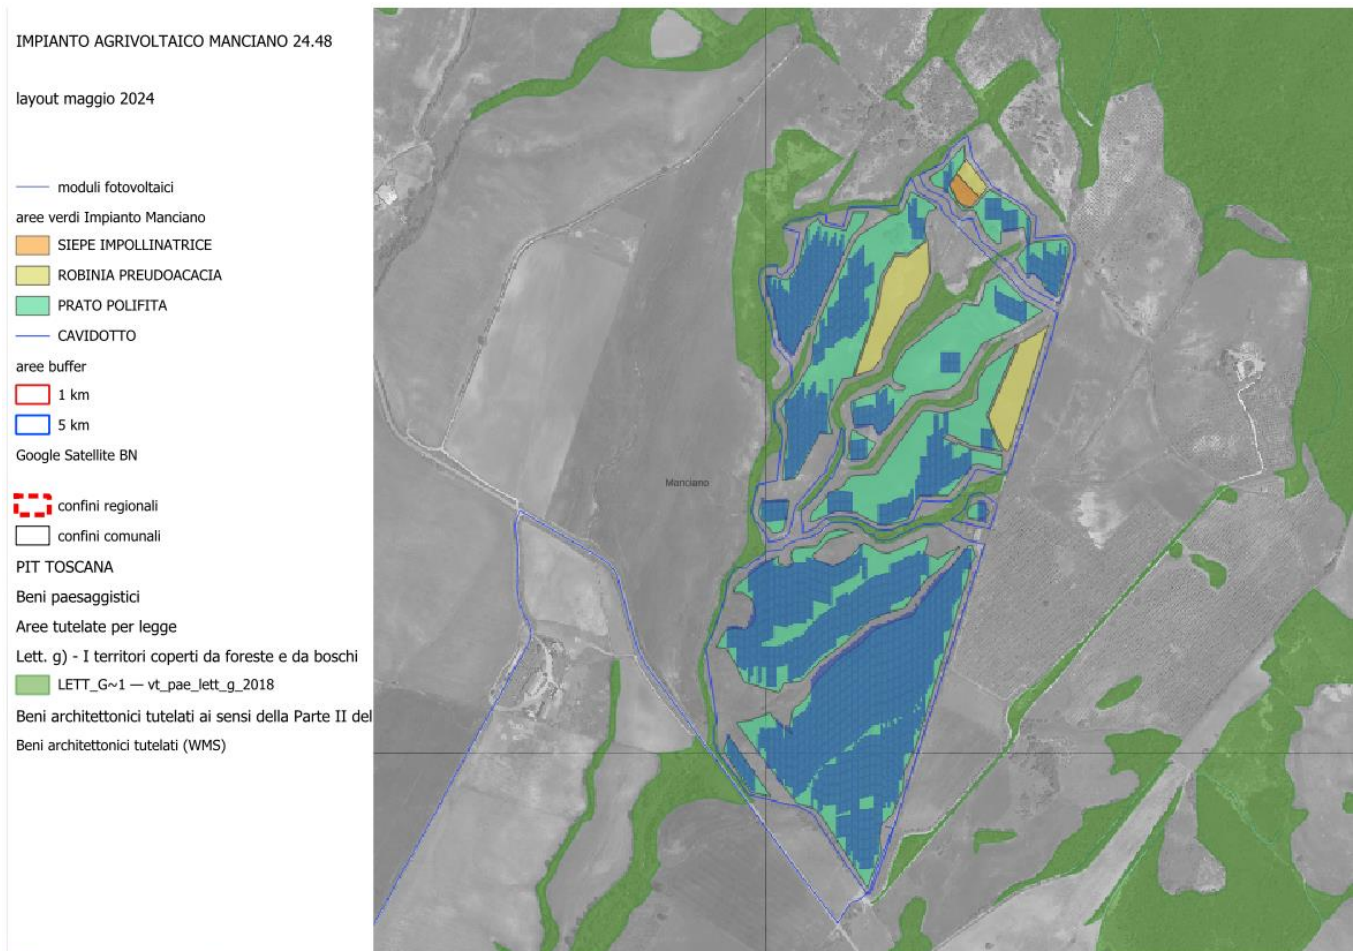 IMPIANTO AGRIVOLTAICO MANCIANO 24.48
layout maggio 2024
moduli fotovoltaici
aree verdi Impianto Manciano
SIEPE IMPOLLINATRICE
ROBINIA PREUDOACACIA
PRATO POLIFITA
CAVIDOTTO
aree buffer
1 km
5 km
Google Satellite BN
confini regionali
confini comunali
PIT TOSCANA
Beni paesaggistici
Aree tutelate per legge
Lett. g) - I territori coperti da foreste e da boschi
LETT_G~1 — vt_pae_lett_g_2018
Beni architettonici tutelati ai sensi della Parte II del
Beni architettonici tutelati (WMS)
Manciano